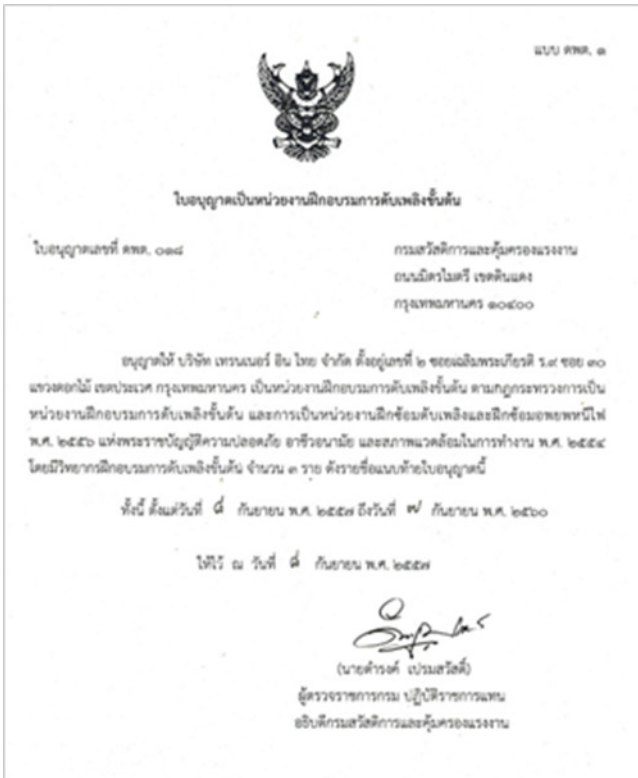 แบบ ดพต. ๑
ใบอนุญาตเป็นหน่วยงานฝึกอบรมการดับเพลิงขั้นต้น
ใบอนุญาตเลขที่ ดพต. ๐๑๘
กรมสวัสดิการและคุ้มครองแรงงาน
ถนนมิตรไมตรี เขตดินแดง
กรุงเทพมหานคร ๑๐๔๐๐
อนุญาตให้ บริษัท เทรนเนอร์ อิน ไทย จำกัด ตั้งอยู่เลขที่ ๒ ซอยเฉลิมพระเกียรติ ร.๙ ซอย ๓๐
แขวงดอกไม้ เขตประเวศ กรุงเทพมหานคร เป็นหน่วยงานฝึกอบรมการดับเพลิงขั้นต้น ตามกฎกระทรวงการเป็น
หน่วยงานฝึกอบรมการดับเพลิงขั้นต้น และการเป็นหน่วยงานฝึกซ้อมดับเพลิงและฝึกซ้อมอพยพหนีไฟ
พ.ศ. ๒๕๕๖ แห่งพระราชบัญญัติความปลอดภัย อาชีวอนามัย และสภาพแวดล้อมในการทำงาน พ.ศ. ๒๕๕๔
โดยมีวิทยากรฝึกอบรมการดับเพลิงขั้นต้น จำนวน ๓ ราย ดังรายชื่อแนบท้ายใบอนุญาตนี้
ทั้งนี้ ตั้งแต่วันที่ ๘ กันยายน พ.ศ. ๒๕๕๗ ถึงวันที่ ๗ กันยายน พ.ศ. ๒๕๖๐
ให้ไว้ ณ วันที่ ๘ กันยายน พ.ศ. ๒๕๕๗
(นายดำรงค์ เปรมสวัสดิ์)
ผู้ตรวจราชการกรม ปฏิบัติราชการแทน
อธิบดีกรมสวัสดิการและคุ้มครองแรงงาน